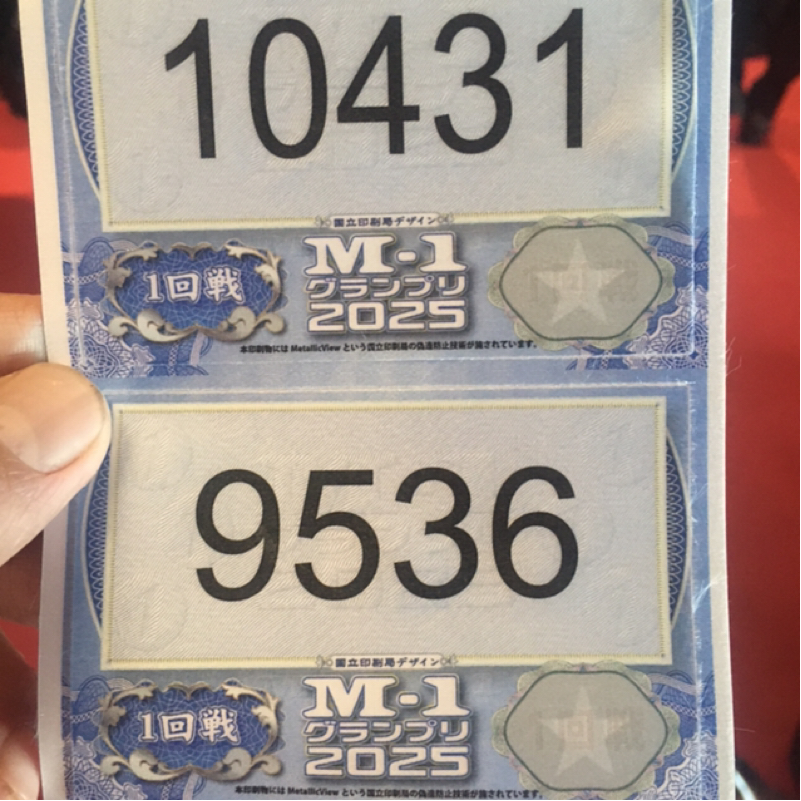 10431
国立印刷局デザイン
1回戦
M-1
グランプリ
2025
本印刷物には MetallicView という国立印刷局の偽造防止技術が施されています。
9536
国立印刷局デザイン
1回戦
M-1
グランプリ
2025
本印刷物には MetallicView という国立印刷局の偽造防止技術が施されています。